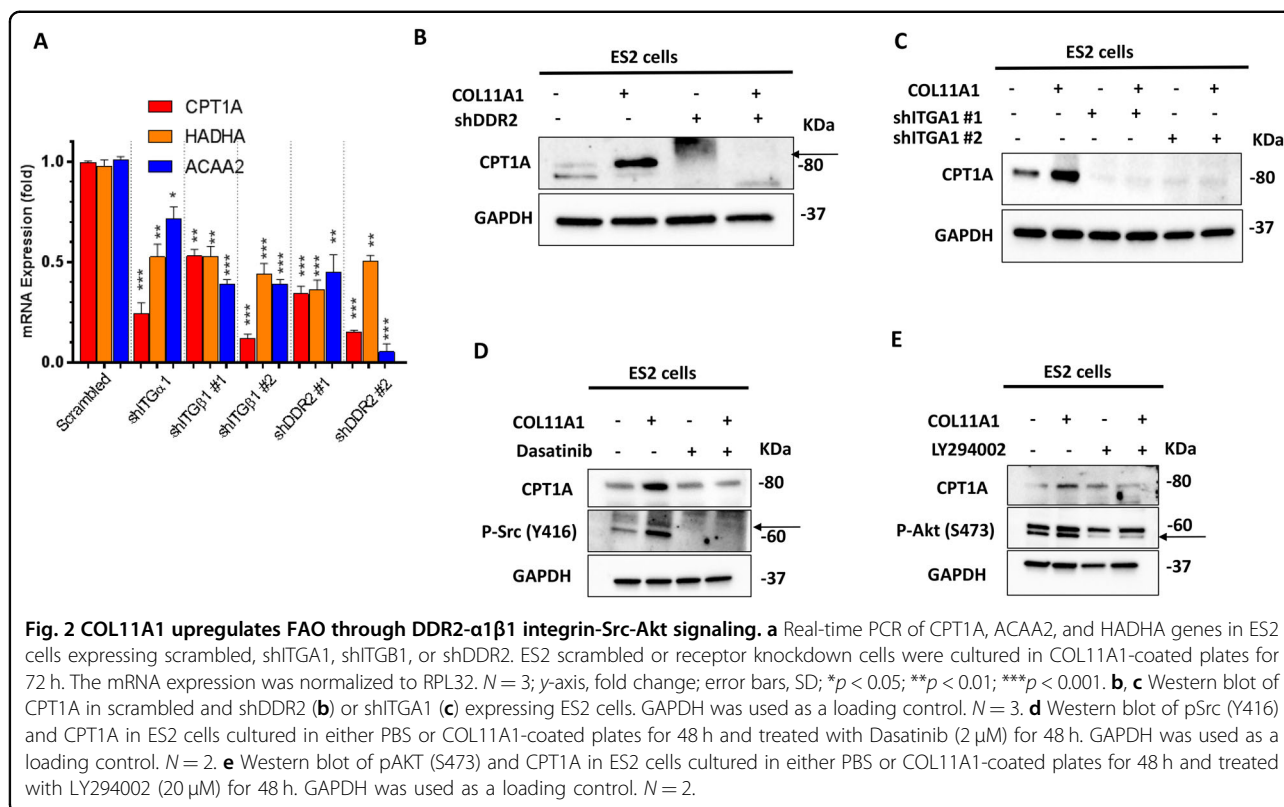 A
CPT1A
HADHA
ACAA2
mRNA Expression (fold)
1.0
0.5
0.0
*** ** * ** ** *** *** *** *** *** *** ** *** ** ***
Scrambled
shITGα1
shITGβ1 #1
shITGβ1 #2
shDDR2 #1
shDDR2 #2
B
ES2 cells
COL11A1 - + - +
shDDR2 - - + +
KDa
CPT1A -80
GAPDH -37
C
ES2 cells
COL11A1 - + - + - +
shITGA1 #1 - - + + - -
shITGA1 #2 - - - - + + KDa
CPT1A -80
GAPDH -37
D
ES2 cells
COL11A1 - + - +
Dasatinib - - + + KDa
CPT1A -80
P-Src (Y416) -60
GAPDH -37
E
ES2 cells
COL11A1 - + - +
LY294002 - - + + KDa
CPT1A -80
P-Akt (S473) -60
GAPDH -37
Fig. 2 COL11A1 upregulates FAO through DDR2-α1β1 integrin-Src-Akt signaling. a Real-time PCR of CPT1A, ACAA2, and HADHA genes in ES2
cells expressing scrambled, shITGA1, shITGB1, or shDDR2. ES2 scrambled or receptor knockdown cells were cultured in COL11A1-coated plates for
72 h. The mRNA expression was normalized to RPL32. N = 3; y-axis, fold change; error bars, SD; *p < 0.05; **p < 0.01; ***p < 0.001. b, c Western blot of
CPT1A in scrambled and shDDR2 (b) or shITGA1 (c) expressing ES2 cells. GAPDH was used as a loading control. N = 3. d Western blot of pSrc (Y416)
and CPT1A in ES2 cells cultured in either PBS or COL11A1-coated plates for 48 h and treated with Dasatinib (2 μM) for 48 h. GAPDH was used as a
loading control. N = 2. e Western blot of pAKT (S473) and CPT1A in ES2 cells cultured in either PBS or COL11A1-coated plates for 48 h and treated
with LY294002 (20 μM) for 48 h. GAPDH was used as a loading control. N = 2.